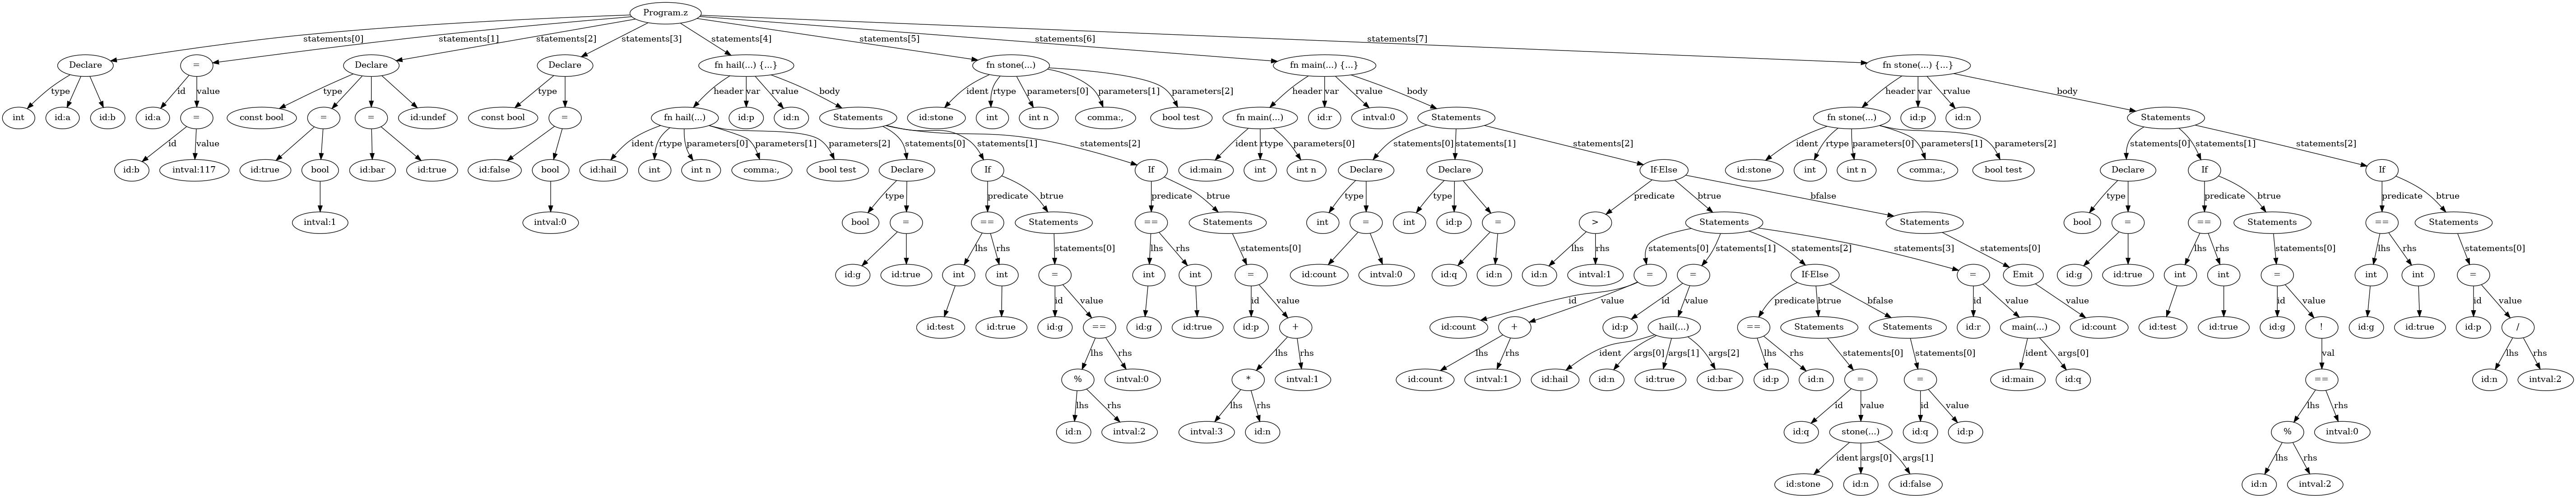 Program.z
statements[0] statements[1] statements[2] statements[3] statements[4] statements[5] statements[6] statements[7]
Declare = Declare Declare fn hail(...) {...} fn stone(...) fn main(...) {...} fn stone(...) {...}
type id value type type header var rvalue body ident rtype parameters[0] parameters[1] parameters[2] header var rvalue body header var rvalue body
int id:a id:b id:a = const bool = = id:undef const bool = fn hail(...) id:p id:n Statements id:stone int int n comma:, bool test fn main(...) id:r intval:0 Statements fn stone(...) id:p id:n Statements
id value ident rtype parameters[0] parameters[1] parameters[2] statements[0] statements[1] statements[2] ident rtype parameters[0] statements[0] statements[1] statements[2] ident rtype parameters[0] parameters[1] parameters[2] statements[0] statements[1] statements[2]
id:b intval:117 id:true bool id:bar id:true id:false bool id:hail int int n comma:, bool test Declare If If id:main int int n Declare Declare If-Else id:stone int int n comma:, bool test Declare If If
type predicate btrue predicate btrue type type predicate btrue bfalse type predicate btrue predicate btrue
intval:1 intval:0 bool = == Statements == Statements int = int id:p = > Statements Statements bool = == Statements == Statements
lhs rhs statements[0] lhs rhs statements[0] lhs rhs statements[0] statements[1] statements[2] statements[3] statements[0] lhs rhs statements[0] lhs rhs statements[0]
id:g id:true int int = int int = id:count intval:0 id:q id:n id:n intval:1 = = If-Else = Emit id:g id:true int int = int int =
id value id value id value id value predicate btrue bfalse id value value id value id value
id:test id:true id:g == id:g id:true id:p + id:count + id:p hail(...) == Statements Statements id:r main(...) id:count id:test id:true id:g ! id:g id:true id:p /
lhs rhs lhs rhs lhs rhs ident args[0] args[1] args[2] lhs rhs statements[0] statements[0] ident args[0] val lhs rhs
% intval:0 * intval:1 id:count intval:1 id:hail id:n id:true id:bar id:p id:n = = id:main id:q == id:n intval:2
lhs rhs lhs rhs id value id value lhs rhs
id:n intval:2 intval:3 id:n id:q stone(...) id:q id:p % intval:0
ident args[0] args[1] lhs rhs
id:stone id:n id:false id:n intval:2